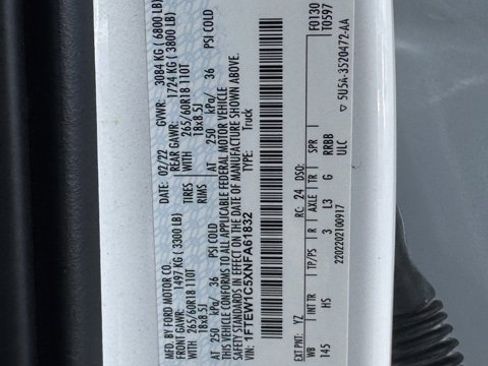 MFD. BY FORD MOTOR CO.
DATE: 02/22 GVWR: 3084 KG ( 6800 LB)
FRONT GAWR: 1497 KG (3300 LB) REAR GAWR: 1724 KG ( 3800 LB)
265/60R18 110T TIRES WITH 265/60R18 110T
18x8.5J RIMS 18x8.5J
AT 250 kPa/ 36 PSI COLD AT 250 kPa/ 36 PSI COLD
THIS VEHICLE CONFORMS TO ALL APPLICABLE FEDERAL MOTOR VEHICLE
SAFETY STANDARDS IN EFFECT ON THE DATE OF MANUFACTURE SHOWN ABOVE.
VIN: 1FTEW1C5XNFA61832 TYPE: Truck
F0130
T0597
EXT PNT: YZ RC: 24 DSO:
WB INT TR TP/PS R AXLE TR SPR
145 HS 3 L3 G RRBB
2202202100917 ULC
5U5A-3520472-AA